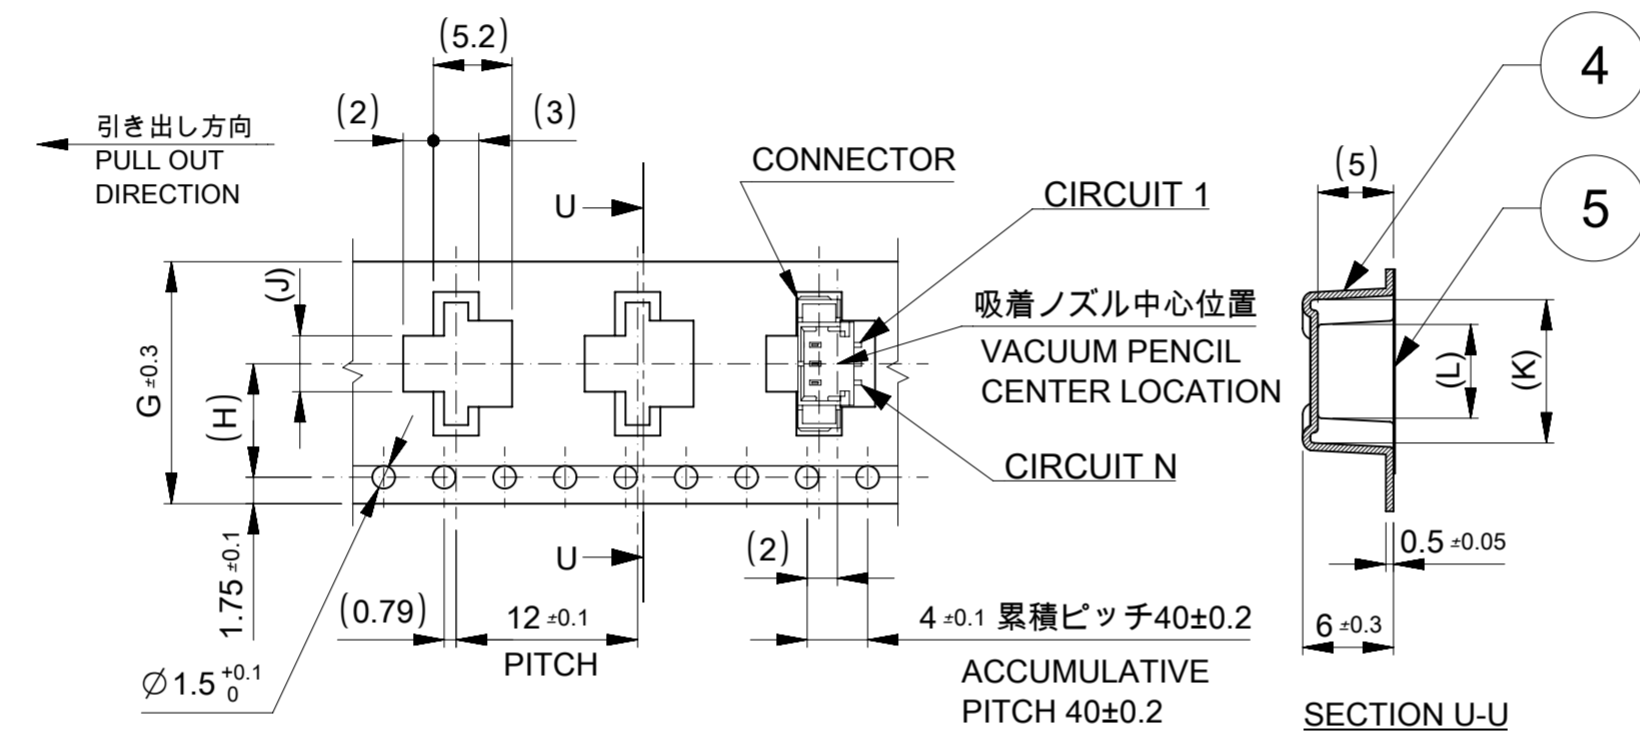 (5.2)
(2)
(3)
引き出し方向
PULL OUT
DIRECTION
CONNECTOR
U
CIRCUIT 1
(J)
G ±0.3
(H)
吸着ノズル中心位置
VACUUM PENCIL
CENTER LOCATION
CIRCUIT N
1.75 ±0.1
U
(2)
(0.79)
12 ±0.1
PITCH
4 ±0.1 累積ピッチ40±0.2
ACCUMULATIVE
PITCH 40±0.2
Ø1.5 +0.1
0
4
(5)
5
(L)
(K)
0.5 ±0.05
6 ±0.3
SECTION U-U